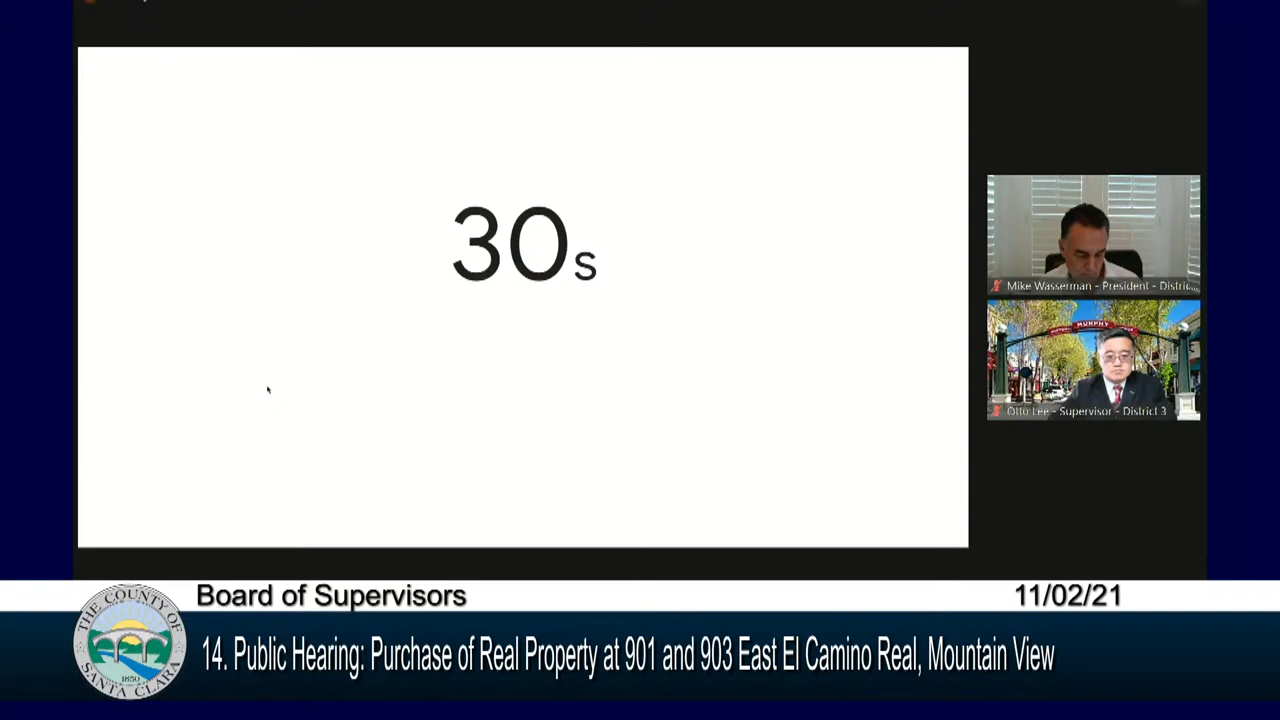 30s
Mike Wasserman - President - Distric...
MURPHY
Otto Lee - Supervisor - District 3
Board of Supervisors
11/02/21
THE COUNTY OF SANTA CLARA
1850
14. Public Hearing: Purchase of Real Property at 901 and 903 East El Camino Real, Mountain View